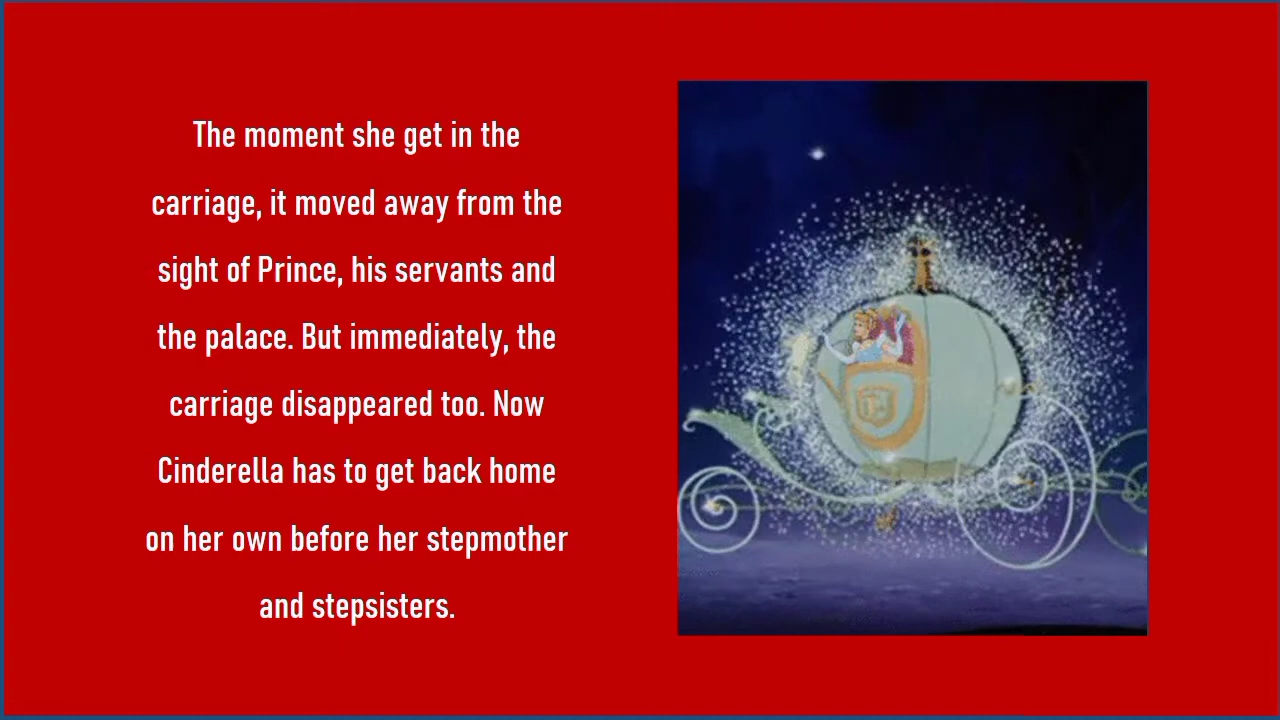 The moment she get in the
carriage, it moved away from the
sight of Prince, his servants and
the palace. But immediately, the
carriage disappeared too. Now
Cinderella has to get back home
on her own before her stepmother
and stepsisters.